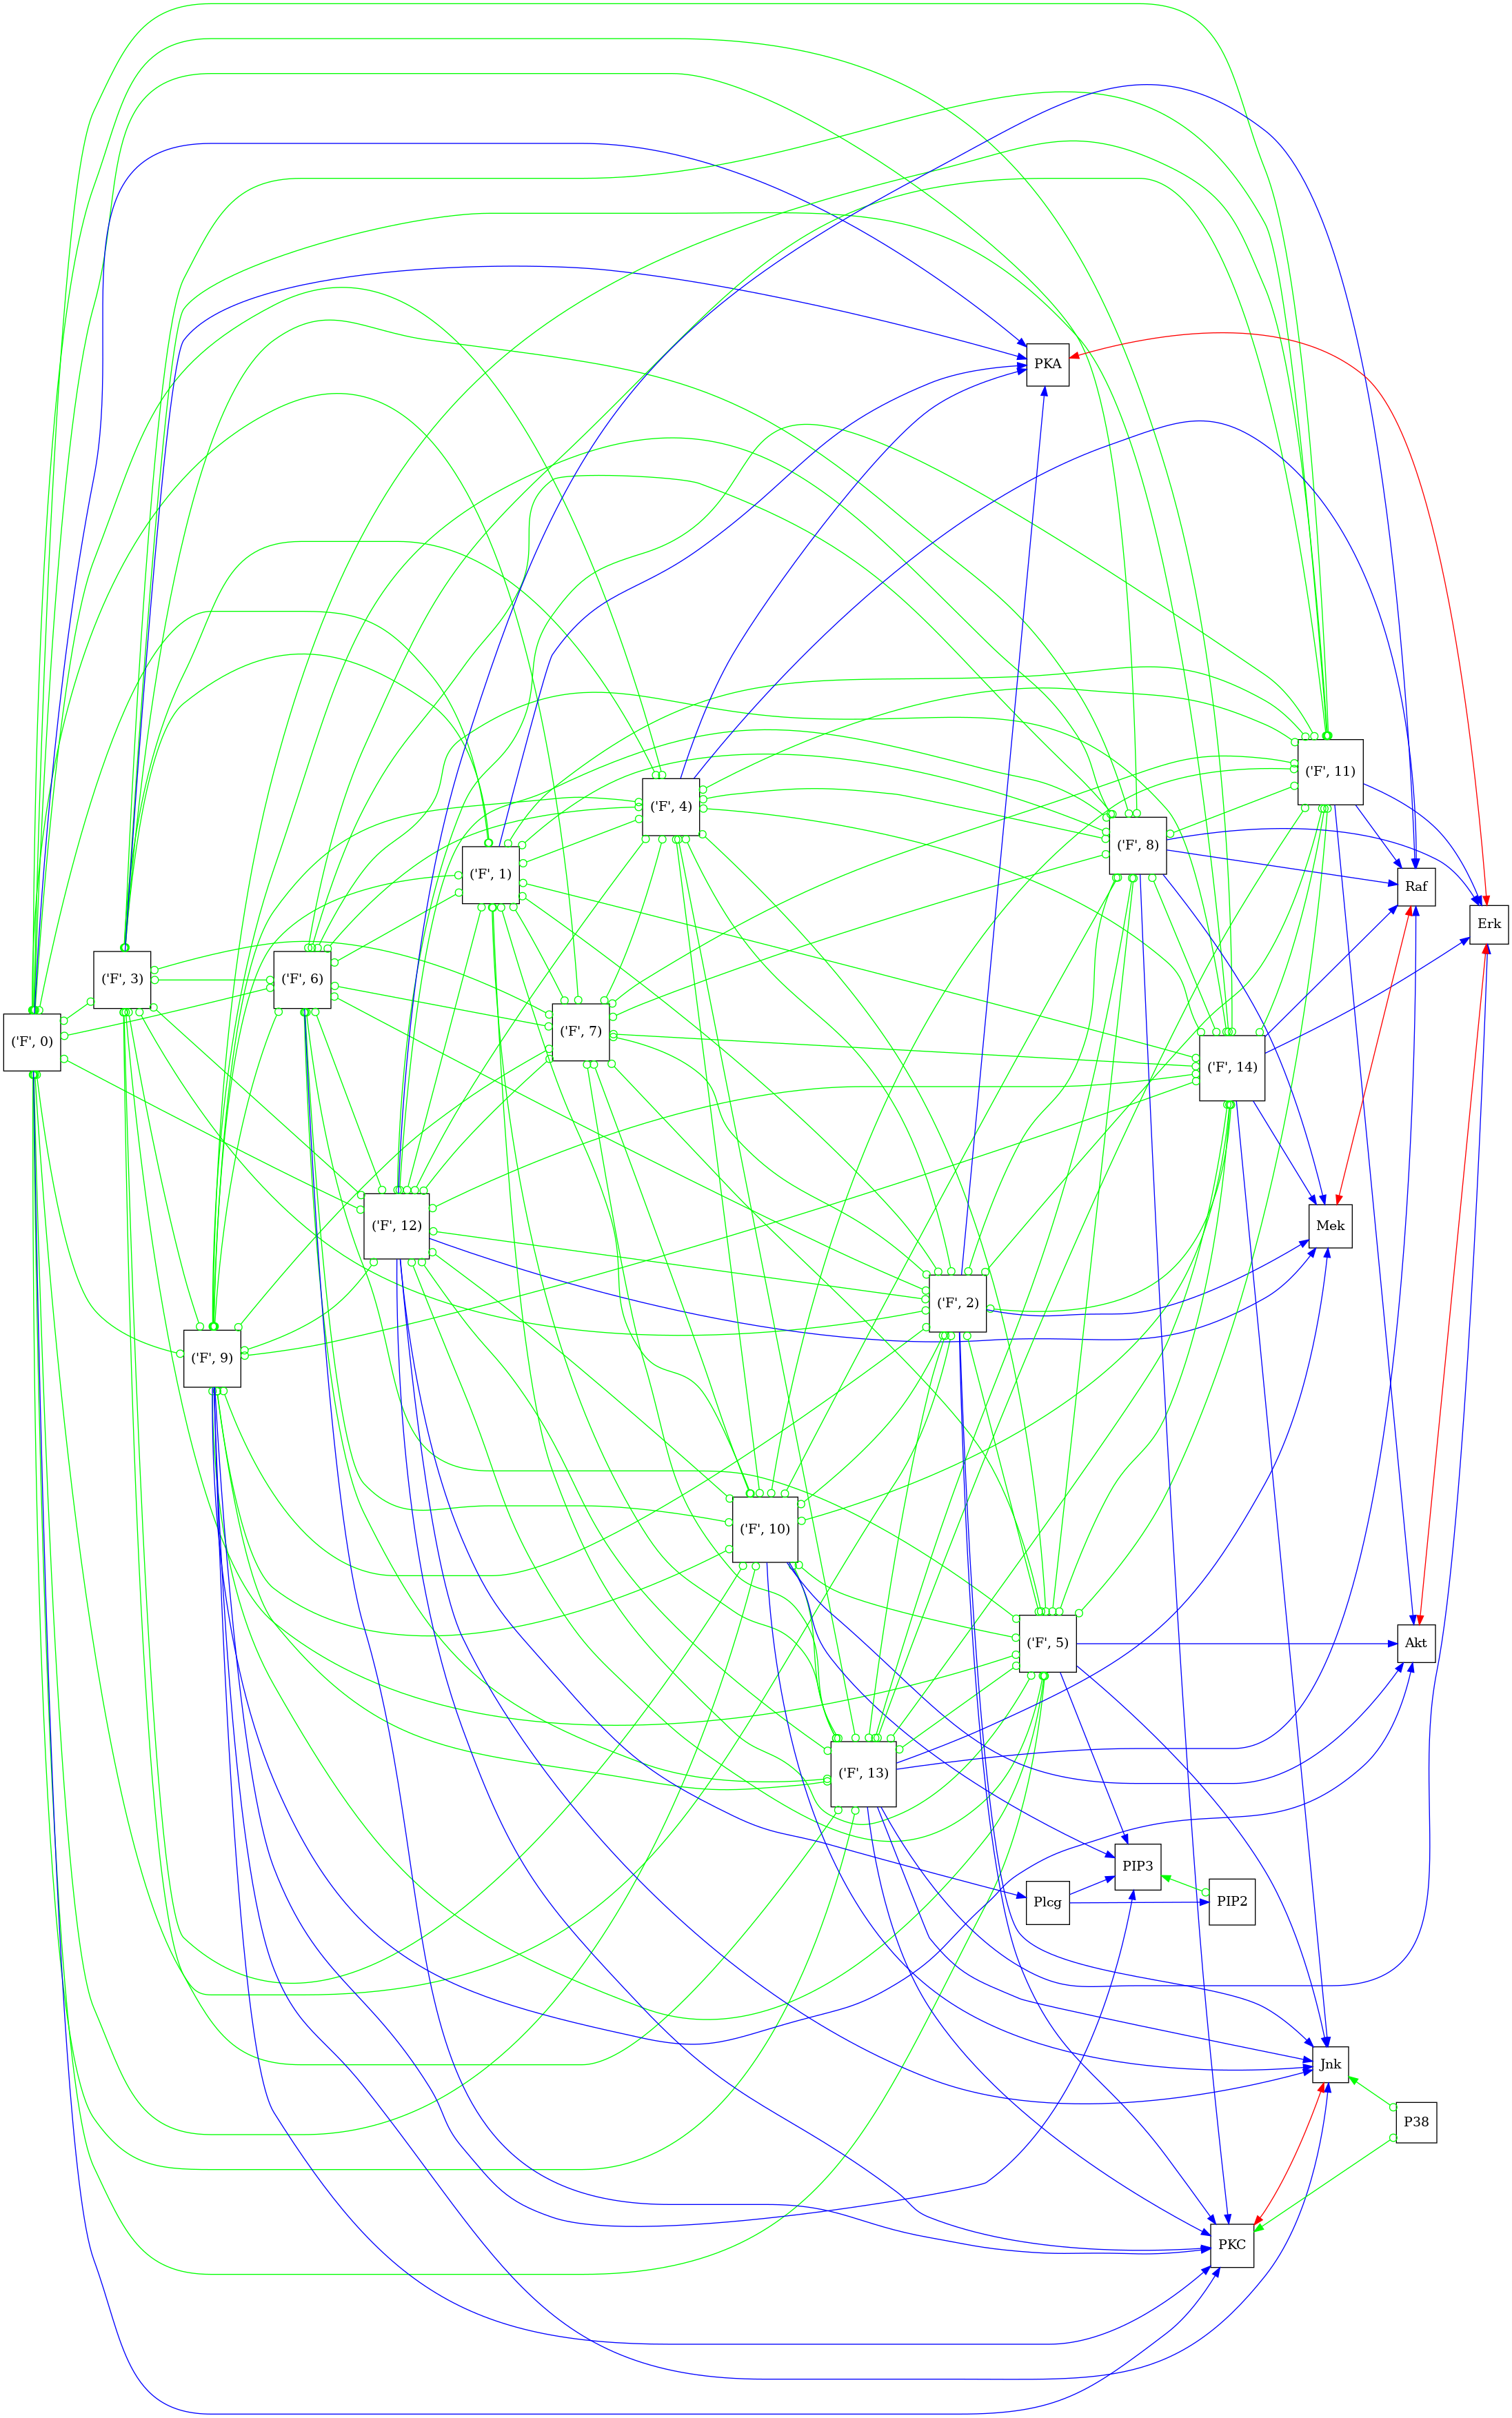 PKA
('F', 11)
('F', 4)
('F', 8)
('F', 1)
Raf
Erk
('F', 3)
('F', 6)
('F', 0)
('F', 7)
('F', 14)
('F', 12)
Mek
('F', 2)
('F', 9)
('F', 10)
('F', 5)
Akt
('F', 13)
PIP3
Plcg
PIP2
Jnk
P38
PKC